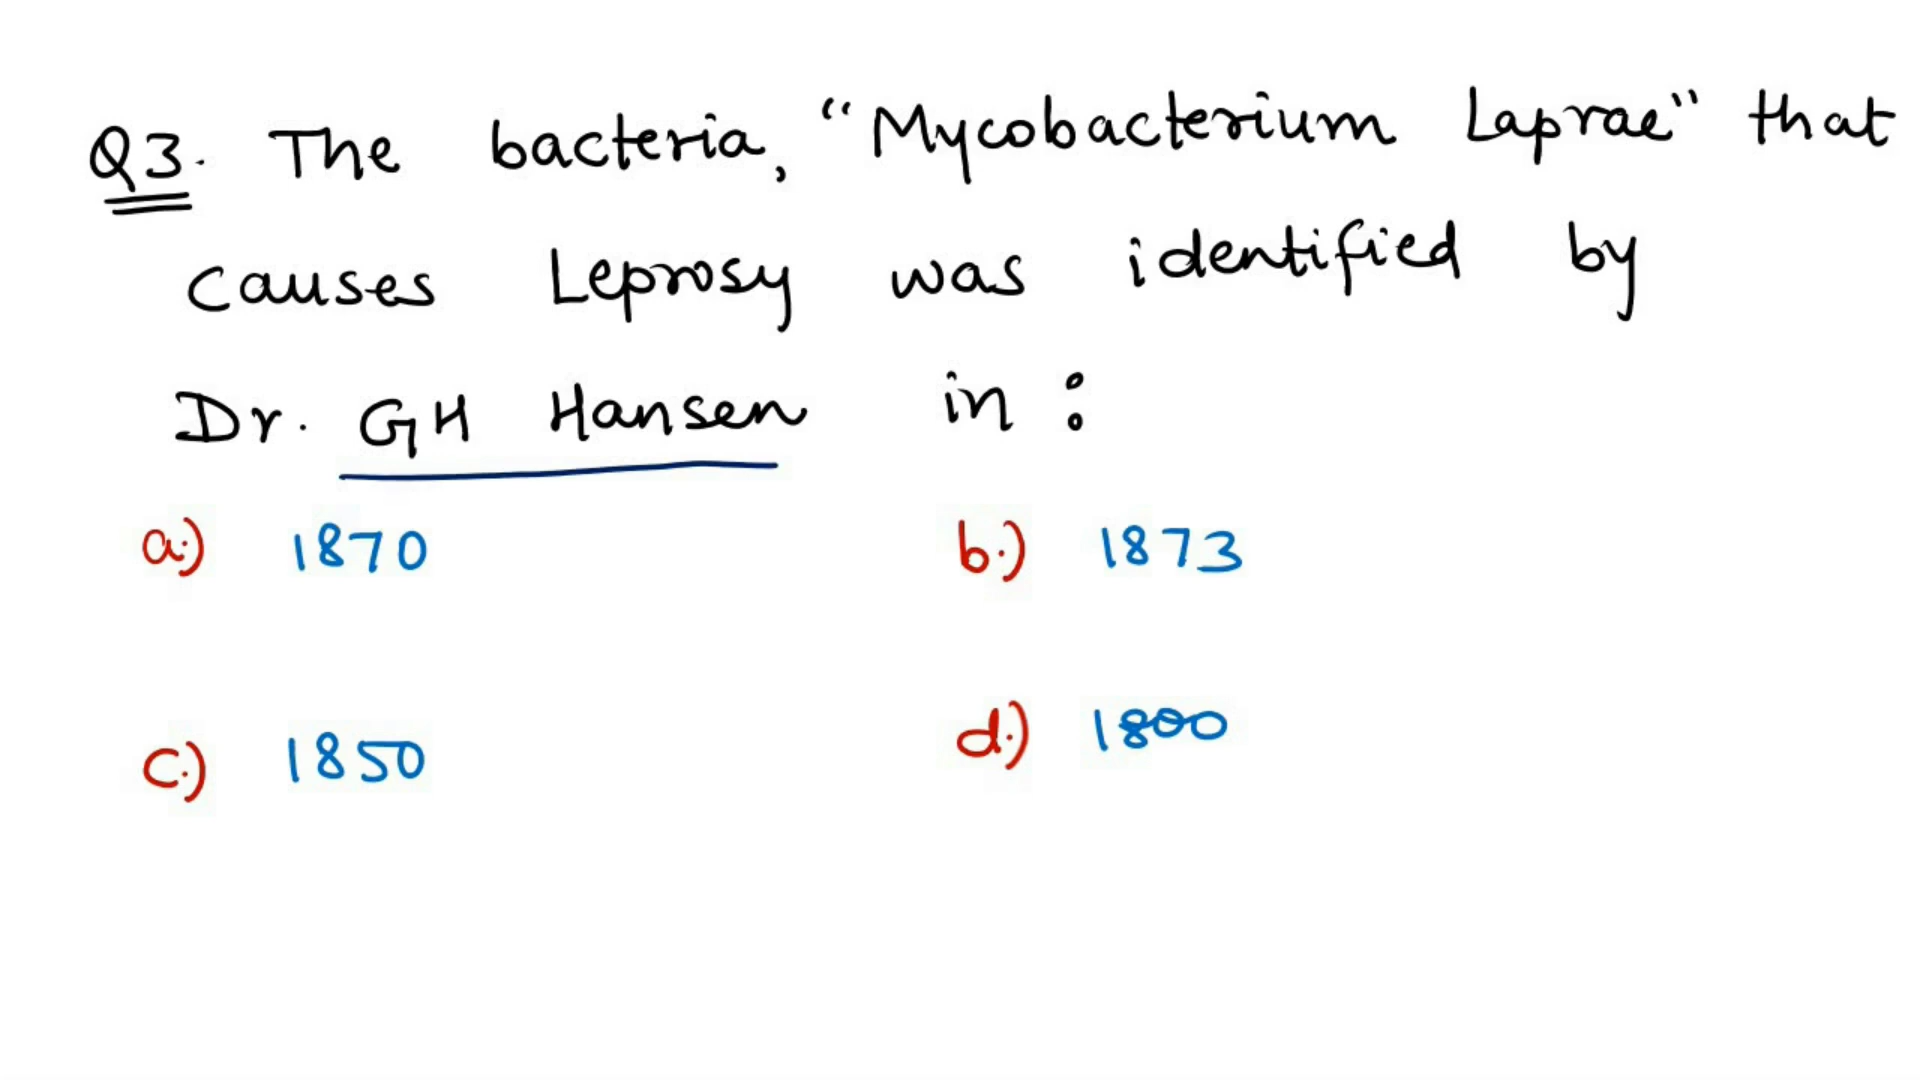 Q3. The bacteria, "Mycobacterium Laprae" that
causes Leprosy was identified by
Dr. GH Hansen in :
a.) 1870 b.) 1873
c.) 1850 d.) 1800